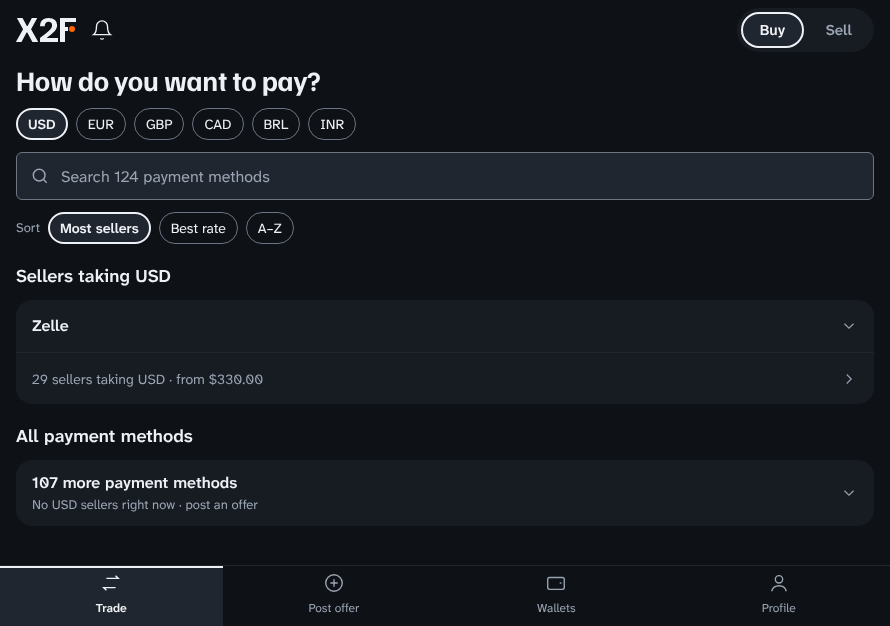 X2F
Buy Sell
How do you want to pay?
USD EUR GBP CAD BRL INR
Search 124 payment methods
Sort Most sellers Best rate A–Z
Sellers taking USD
Zelle
29 sellers taking USD · from $330.00
All payment methods
107 more payment methods
No USD sellers right now · post an offer
Trade Post offer Wallets Profile